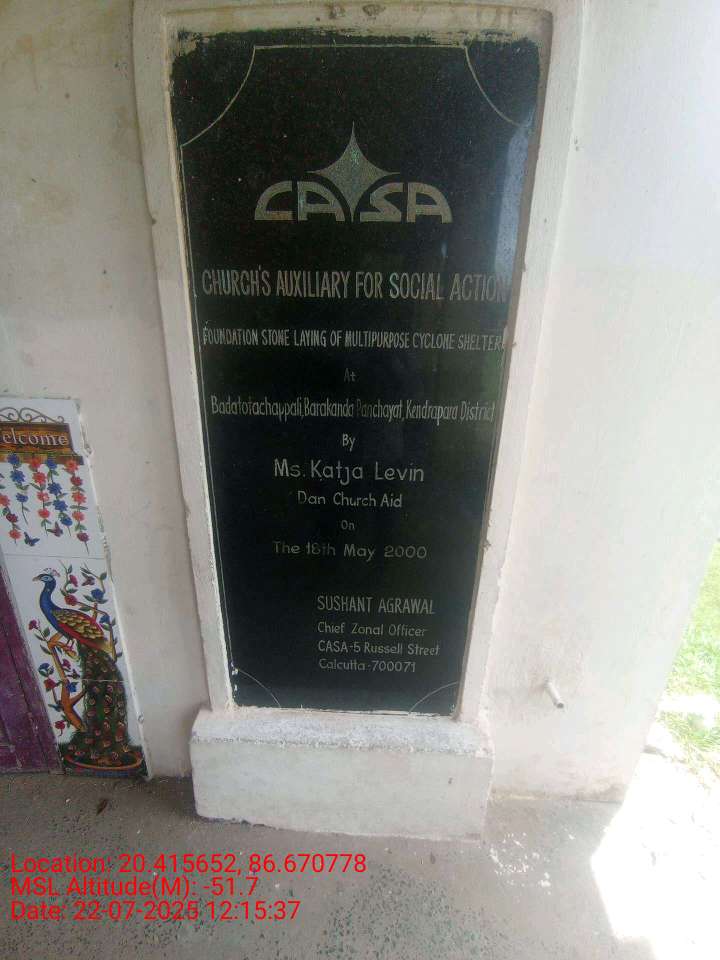 CASA
CHURCH'S AUXILIARY FOR SOCIAL ACTION
FOUNDATION STONE LAYING OF MULTIPURPOSE CYCLONE SHELTER
At
Badatotachappali, Barakanda Panchayat, Kendrapara District
By
Ms. Katja Levin
Dan Church Aid
On
The 18th May 2000
SUSHANT AGRAWAL
Chief Zonal Officer
CASA-5 Russell Street
Calcutta-700071
Welcome
Location: 20.415652, 86.670778
MSL Altitude(M): -51.7
Date: 22-07-2025 12:15:37